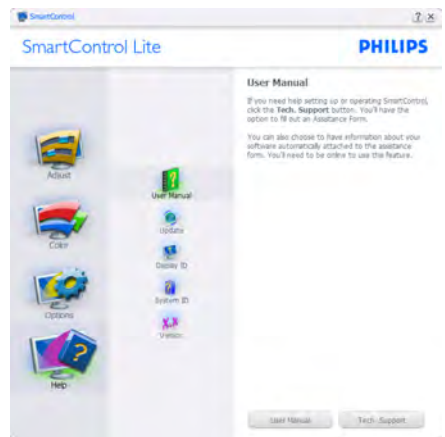 SmartControl
SmartControl Lite
PHILIPS
Adjust
Color
Options
Help
User Manual
Update
Display ID
System ID
Version
User Manual
If you need help setting up or operating SmartControl,
click the Tech. Support button. You'll have the
option to fill out an Assistance Form.
You can also choose to have information about your
software automatically attached to the assistance
form. You'll need to be online to use the feature.
User Manual
Tech. Support